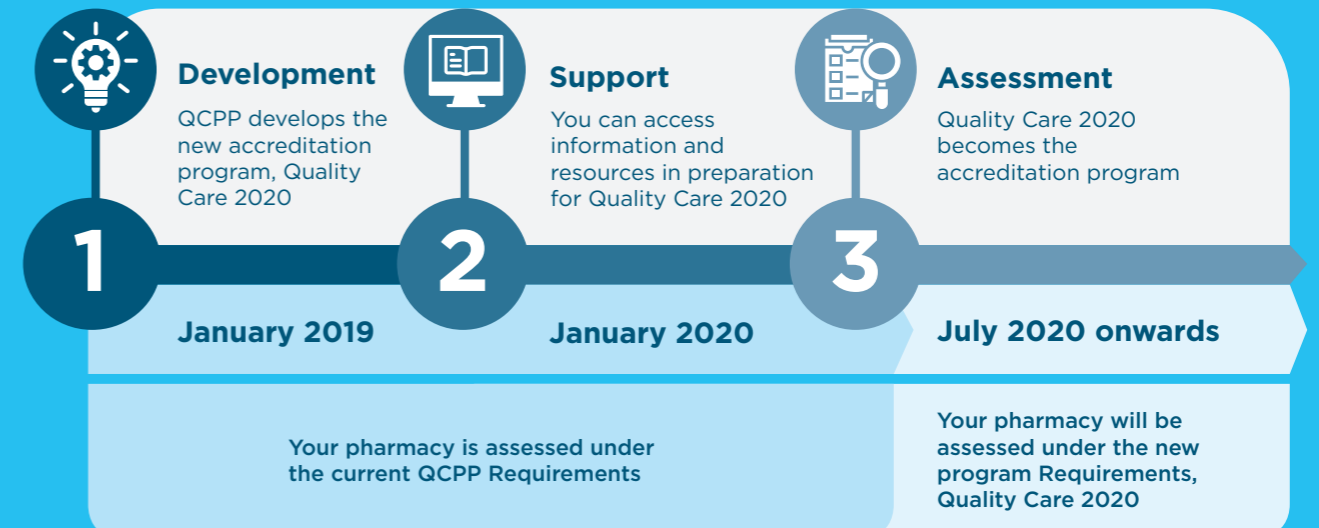 Development
QCPP develops the
new accreditation
program, Quality
Care 2020
Support
You can access
information and
resources in preparation
for Quality Care 2020
Assessment
Quality Care 2020
becomes the
accreditation program
1
2
3
January 2019
January 2020
July 2020 onwards
Your pharmacy is assessed under
the current QCPP Requirements
Your pharmacy will be
assessed under the new
program Requirements,
Quality Care 2020